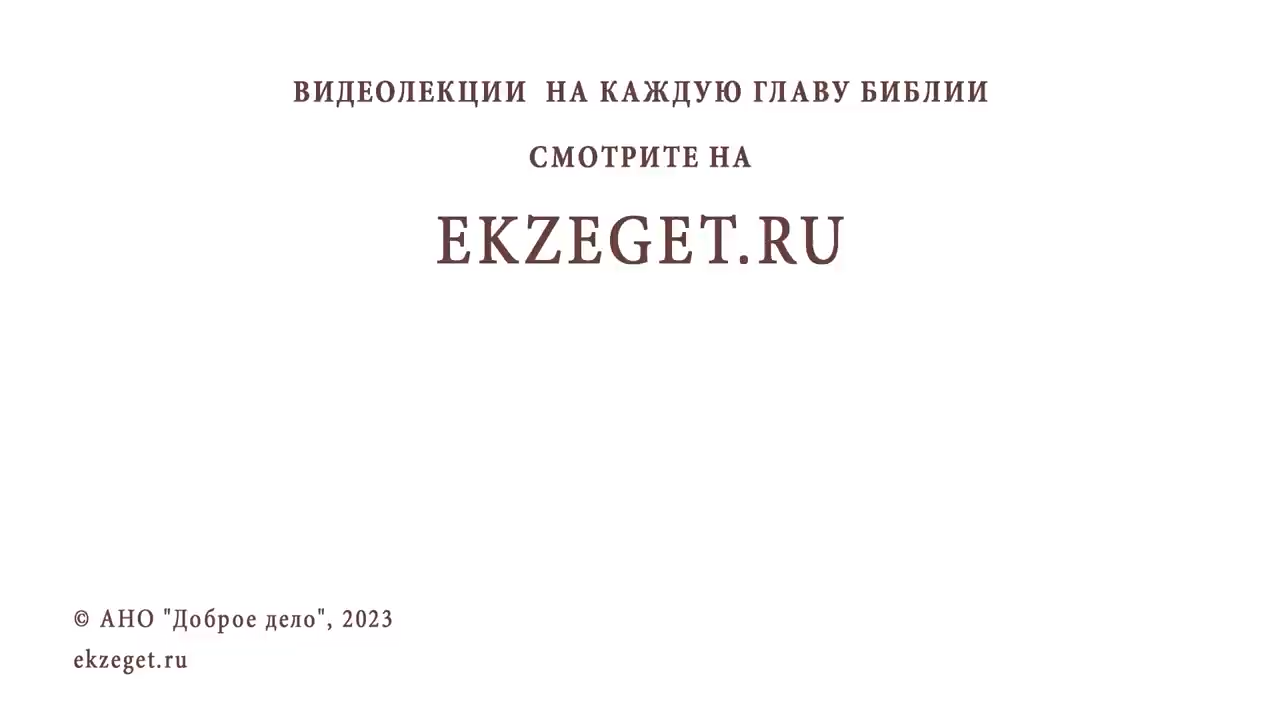 ВИДЕОЛЕКЦИИ НА КАЖДУЮ ГЛАВУ БИБЛИИ
СМОТРИТЕ НА
EKZEGET.RU
© АНО "Доброе дело", 2023
ekzeget.ru